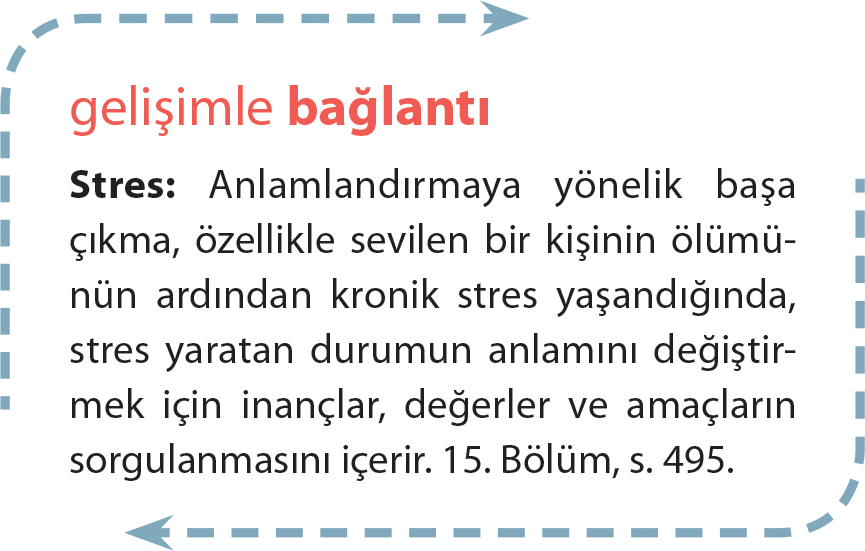 gelişimle bağlantı
Stres: Anlamlandırmaya yönelik başa
çıkma, özellikle sevilen bir kişinin ölümü-
nün ardından kronik stres yaşandığında,
stres yaratan durumun anlamını değiştir-
mek için inançlar, değerler ve amaçların
sorgulanmasını içerir. 15. Bölüm, s. 495.